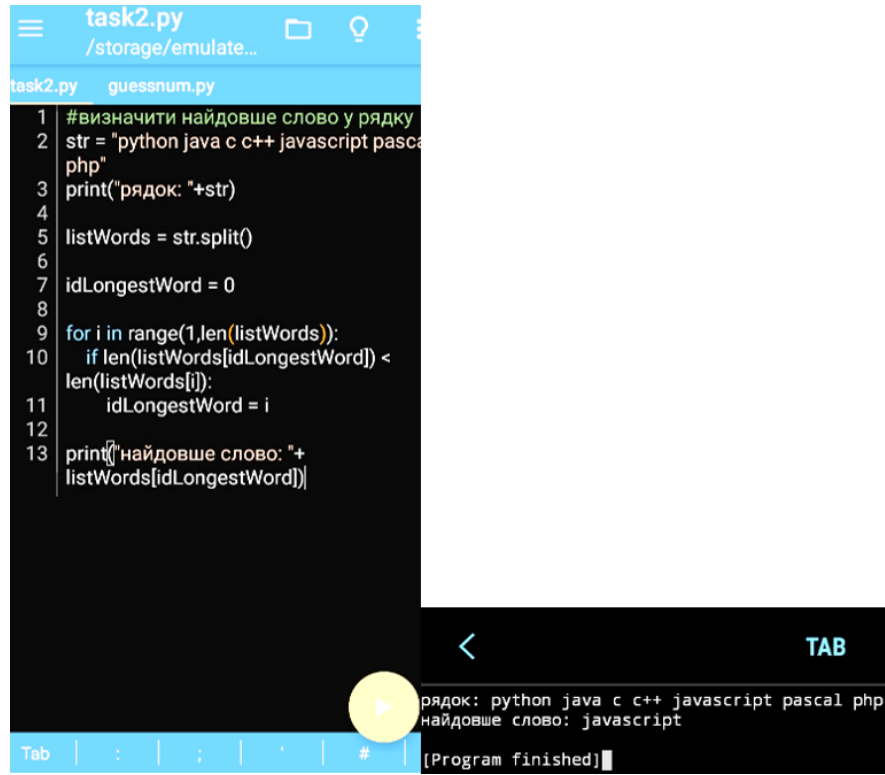 task2.py
/storage/emulate...
task2.py guessnum.py
1 #визначити найдовше слово у рядку
2 str = "python java c c++ javascript pasca
php"
3 print("рядок: "+str)
4
5 listWords = str.split()
6
7 idLongestWord = 0
8
9 for i in range(1,len(listWords)):
10 if len(listWords[idLongestWord]) <
len(listWords[i]):
11 idLongestWord = i
12
13 print("найдовше слово: "+
listWords[idLongestWord])
Tab : ; ' #
TAB
рядок: python java c c++ javascript pascal php
найдовше слово: javascript
[Program finished]